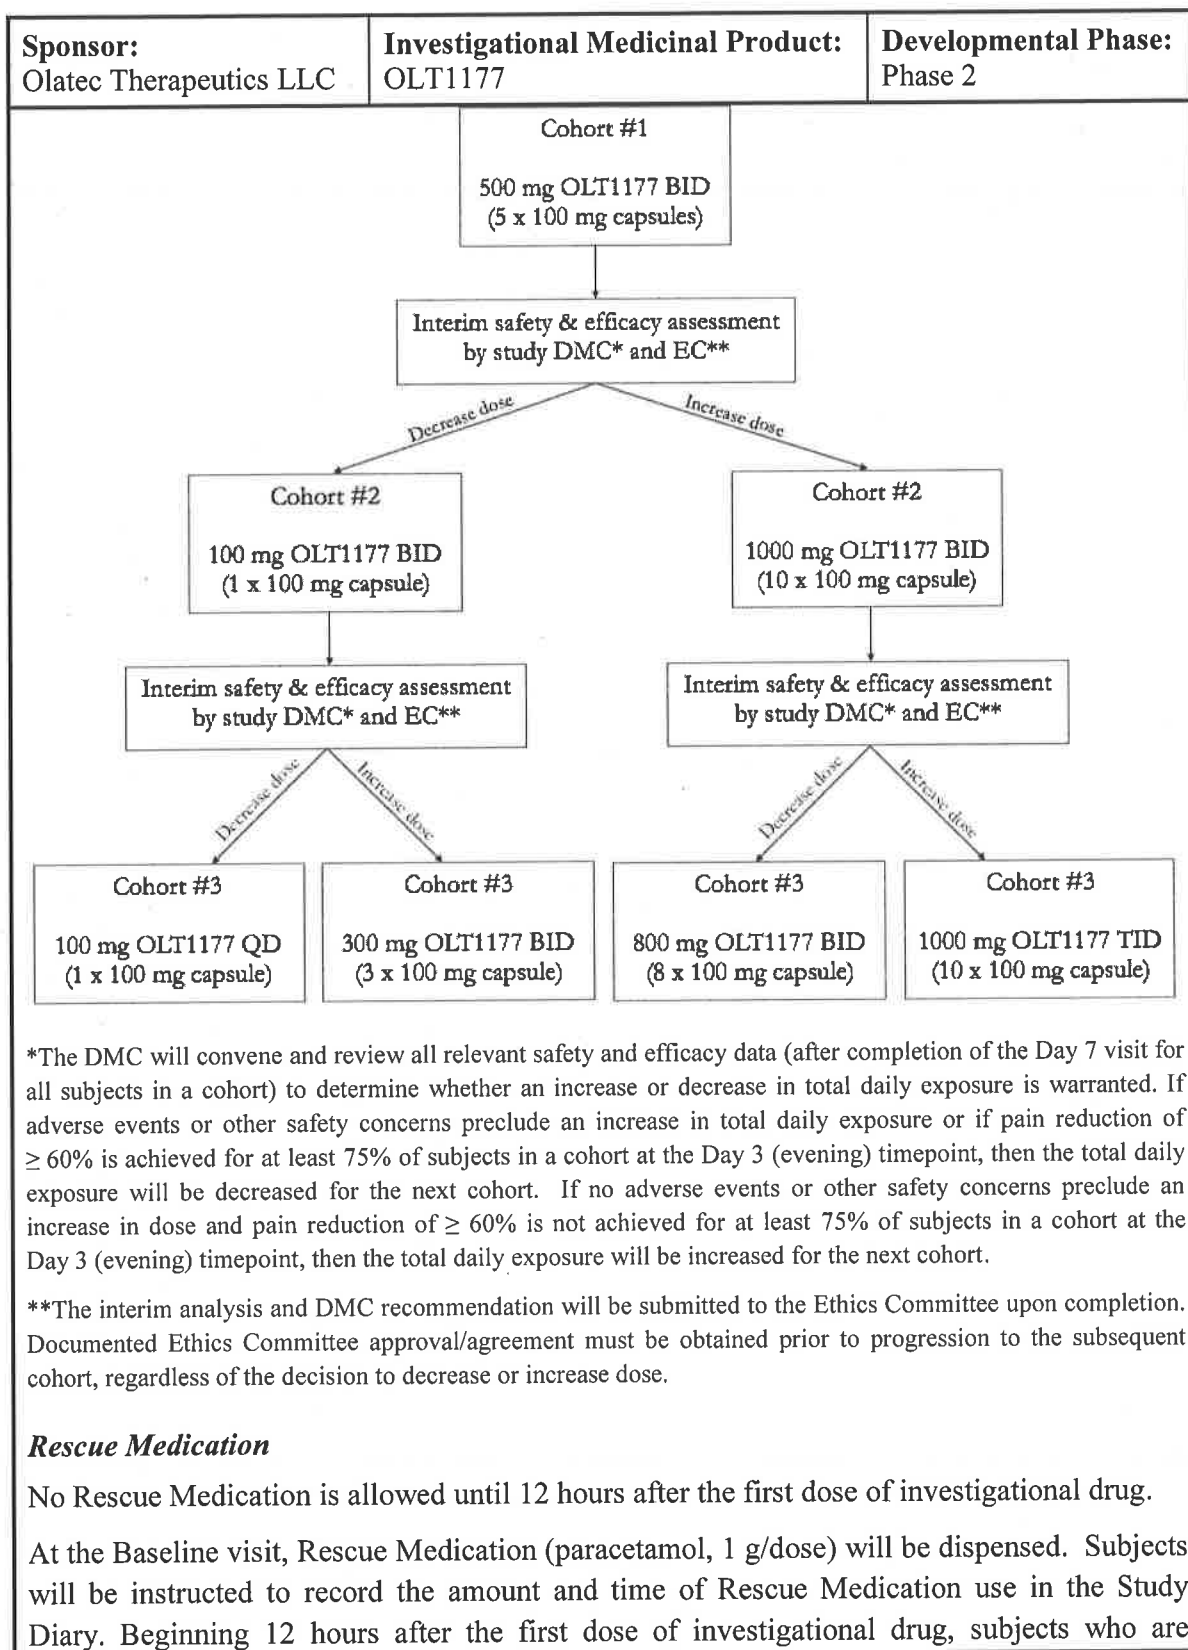 Sponsor:
Olatec Therapeutics LLC
Investigational Medicinal Product:
OLT1177
Developmental Phase:
Phase 2
Cohort #1
500 mg OLT1177 BID
(5 x 100 mg capsules)
Interim safety & efficacy assessment
by study DMC* and EC**
Decrease dose
Increase dose
Cohort #2
100 mg OLT1177 BID
(1 x 100 mg capsule)
Cohort #2
1000 mg OLT1177 BID
(10 x 100 mg capsule)
Interim safety & efficacy assessment
by study DMC* and EC**
Interim safety & efficacy assessment
by study DMC* and EC**
Decrease dose
Increase dose
Decrease dose
Increase dose
Cohort #3
100 mg OLT1177 QD
(1 x 100 mg capsule)
Cohort #3
300 mg OLT1177 BID
(3 x 100 mg capsule)
Cohort #3
800 mg OLT1177 BID
(8 x 100 mg capsule)
Cohort #3
1000 mg OLT1177 TID
(10 x 100 mg capsule)
*The DMC will convene and review all relevant safety and efficacy data (after completion of the Day 7 visit for
all subjects in a cohort) to determine whether an increase or decrease in total daily exposure is warranted. If
adverse events or other safety concerns preclude an increase in total daily exposure or if pain reduction of
≥ 60% is achieved for at least 75% of subjects in a cohort at the Day 3 (evening) timepoint, then the total daily
exposure will be decreased for the next cohort. If no adverse events or other safety concerns preclude an
increase in dose and pain reduction of ≥ 60% is not achieved for at least 75% of subjects in a cohort at the
Day 3 (evening) timepoint, then the total daily exposure will be increased for the next cohort.
**The interim analysis and DMC recommendation will be submitted to the Ethics Committee upon completion.
Documented Ethics Committee approval/agreement must be obtained prior to progression to the subsequent
cohort, regardless of the decision to decrease or increase dose.
Rescue Medication
No Rescue Medication is allowed until 12 hours after the first dose of investigational drug.
At the Baseline visit, Rescue Medication (paracetamol, 1 g/dose) will be dispensed. Subjects
will be instructed to record the amount and time of Rescue Medication use in the Study
Diary. Beginning 12 hours after the first dose of investigational drug, subjects who are